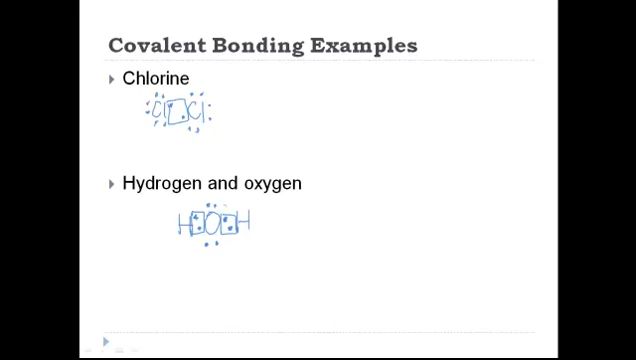 Covalent Bonding Examples
Chlorine
Cl Cl
Hydrogen and oxygen
H O H